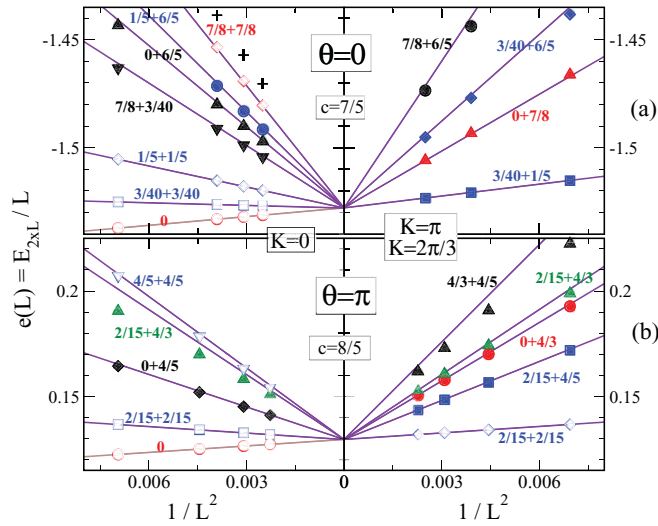 1/5+6/5
7/8+7/8
0+6/5
7/8+3/40
1/5+1/5
3/40+3/40
0
θ=0
c=7/5
7/8+6/5
3/40+6/5
0+7/8
3/40+1/5
-1.45
-1.5
(a)
-1.45
-1.5
K=0
K=π
K=2π/3
e(L) = E2xL / L
4/5+4/5
2/15+4/3
0+4/5
2/15+2/15
0
θ=π
c=8/5
4/3+4/5
2/15+4/3
0+4/3
2/15+4/5
2/15+2/15
0.2
0.15
(b)
0.2
0.15
0.006
0.003
0
0
0.003
0.006
1 / L²
1 / L²